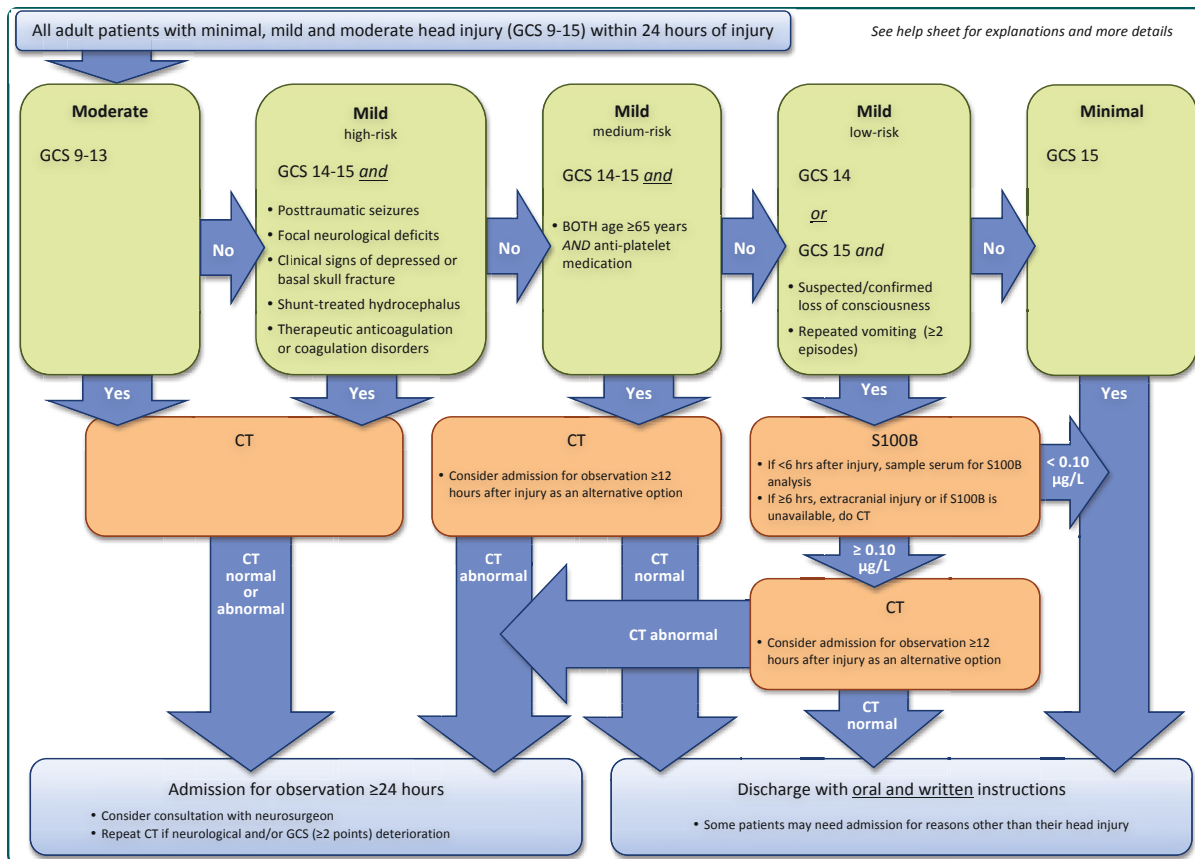 All adult patients with minimal, mild and moderate head injury (GCS 9-15) within 24 hours of injury
See help sheet for explanations and more details
Moderate
GCS 9-13
No
Mild
high-risk
GCS 14-15 and
• Posttraumatic seizures
• Focal neurological deficits
• Clinical signs of depressed or
basal skull fracture
• Shunt-treated hydrocephalus
• Therapeutic anticoagulation
or coagulation disorders
No
Mild
medium-risk
GCS 14-15 and
• BOTH age ≥65 years
AND anti-platelet
medication
No
Mild
low-risk
GCS 14
or
GCS 15 and
• Suspected/confirmed
loss of consciousness
• Repeated vomiting (≥2
episodes)
No
Minimal
GCS 15
Yes
Yes
Yes
Yes
Yes
CT
CT
• Consider admission for observation ≥12
hours after injury as an alternative option
S100B
• If <6 hrs after injury, sample serum for S100B
analysis
• If ≥6 hrs, extracranial injury or if S100B is
unavailable, do CT
< 0.10
µg/L
CT
normal
or
abnormal
CT
abnormal
CT
normal
≥ 0.10
µg/L
CT abnormal
CT
• Consider admission for observation ≥12
hours after injury as an alternative option
CT
normal
Admission for observation ≥24 hours
• Consider consultation with neurosurgeon
• Repeat CT if neurological and/or GCS (≥2 points) deterioration
Discharge with oral and written instructions
• Some patients may need admission for reasons other than their head injury